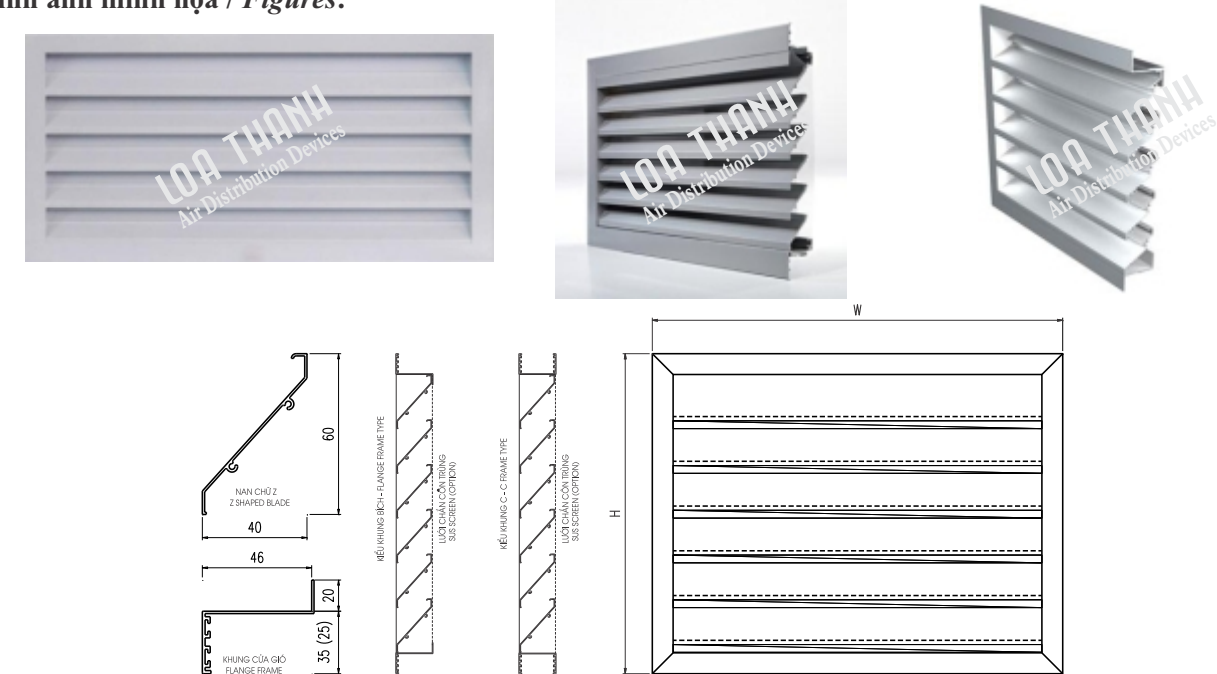 hình ảnh minh họa / Figures:
LOA THANH
Air Distribution Devices
LOA THANH
Air Distribution Devices
LOA THANH
Air Distribution Devices
W
60
NAN CHỮ Z
Z SHAPED BLADE
40
46
20
35 (25)
KHUNG CỬA GIÓ
FLANGE FRAME
KIỂU KHUNG BÍCH - FLANGE FRAME TYPE
LƯỚI CHẮN CÔN TRÙNG
SUS SCREEN (OPTION)
KIỂU KHUNG C - C FRAME TYPE
LƯỚI CHẮN CÔN TRÙNG
SUS SCREEN (OPTION)
H